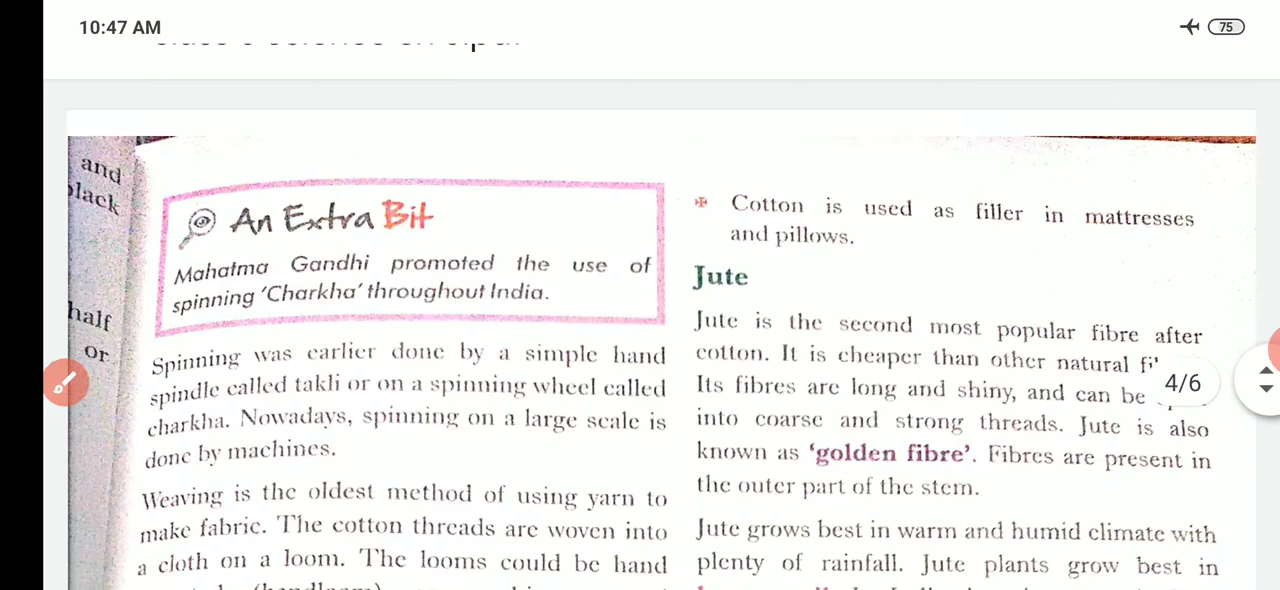 10:47 AM
75
and
black
half
or
An Extra Bit
Mahatma Gandhi promoted the use of
spinning 'Charkha' throughout India.
Spinning was earlier done by a simple hand
spindle called takli or on a spinning wheel called
charkha. Nowadays, spinning on a large scale is
done by machines.
Weaving is the oldest method of using yarn to
make fabric. The cotton threads are woven into
a cloth on a loom. The looms could be hand
(handloom)
Cotton is used as filler in mattresses
and pillows.
Jute
Jute is the second most popular fibre after
cotton. It is cheaper than other natural
Its fibres are long and shiny, and can be
into coarse and strong threads. Jute is also
known as 'golden fibre'. Fibres are present in
the outer part of the stem.
Jute grows best in warm and humid climate with
plenty of rainfall. Jute plants grow best in
4/6